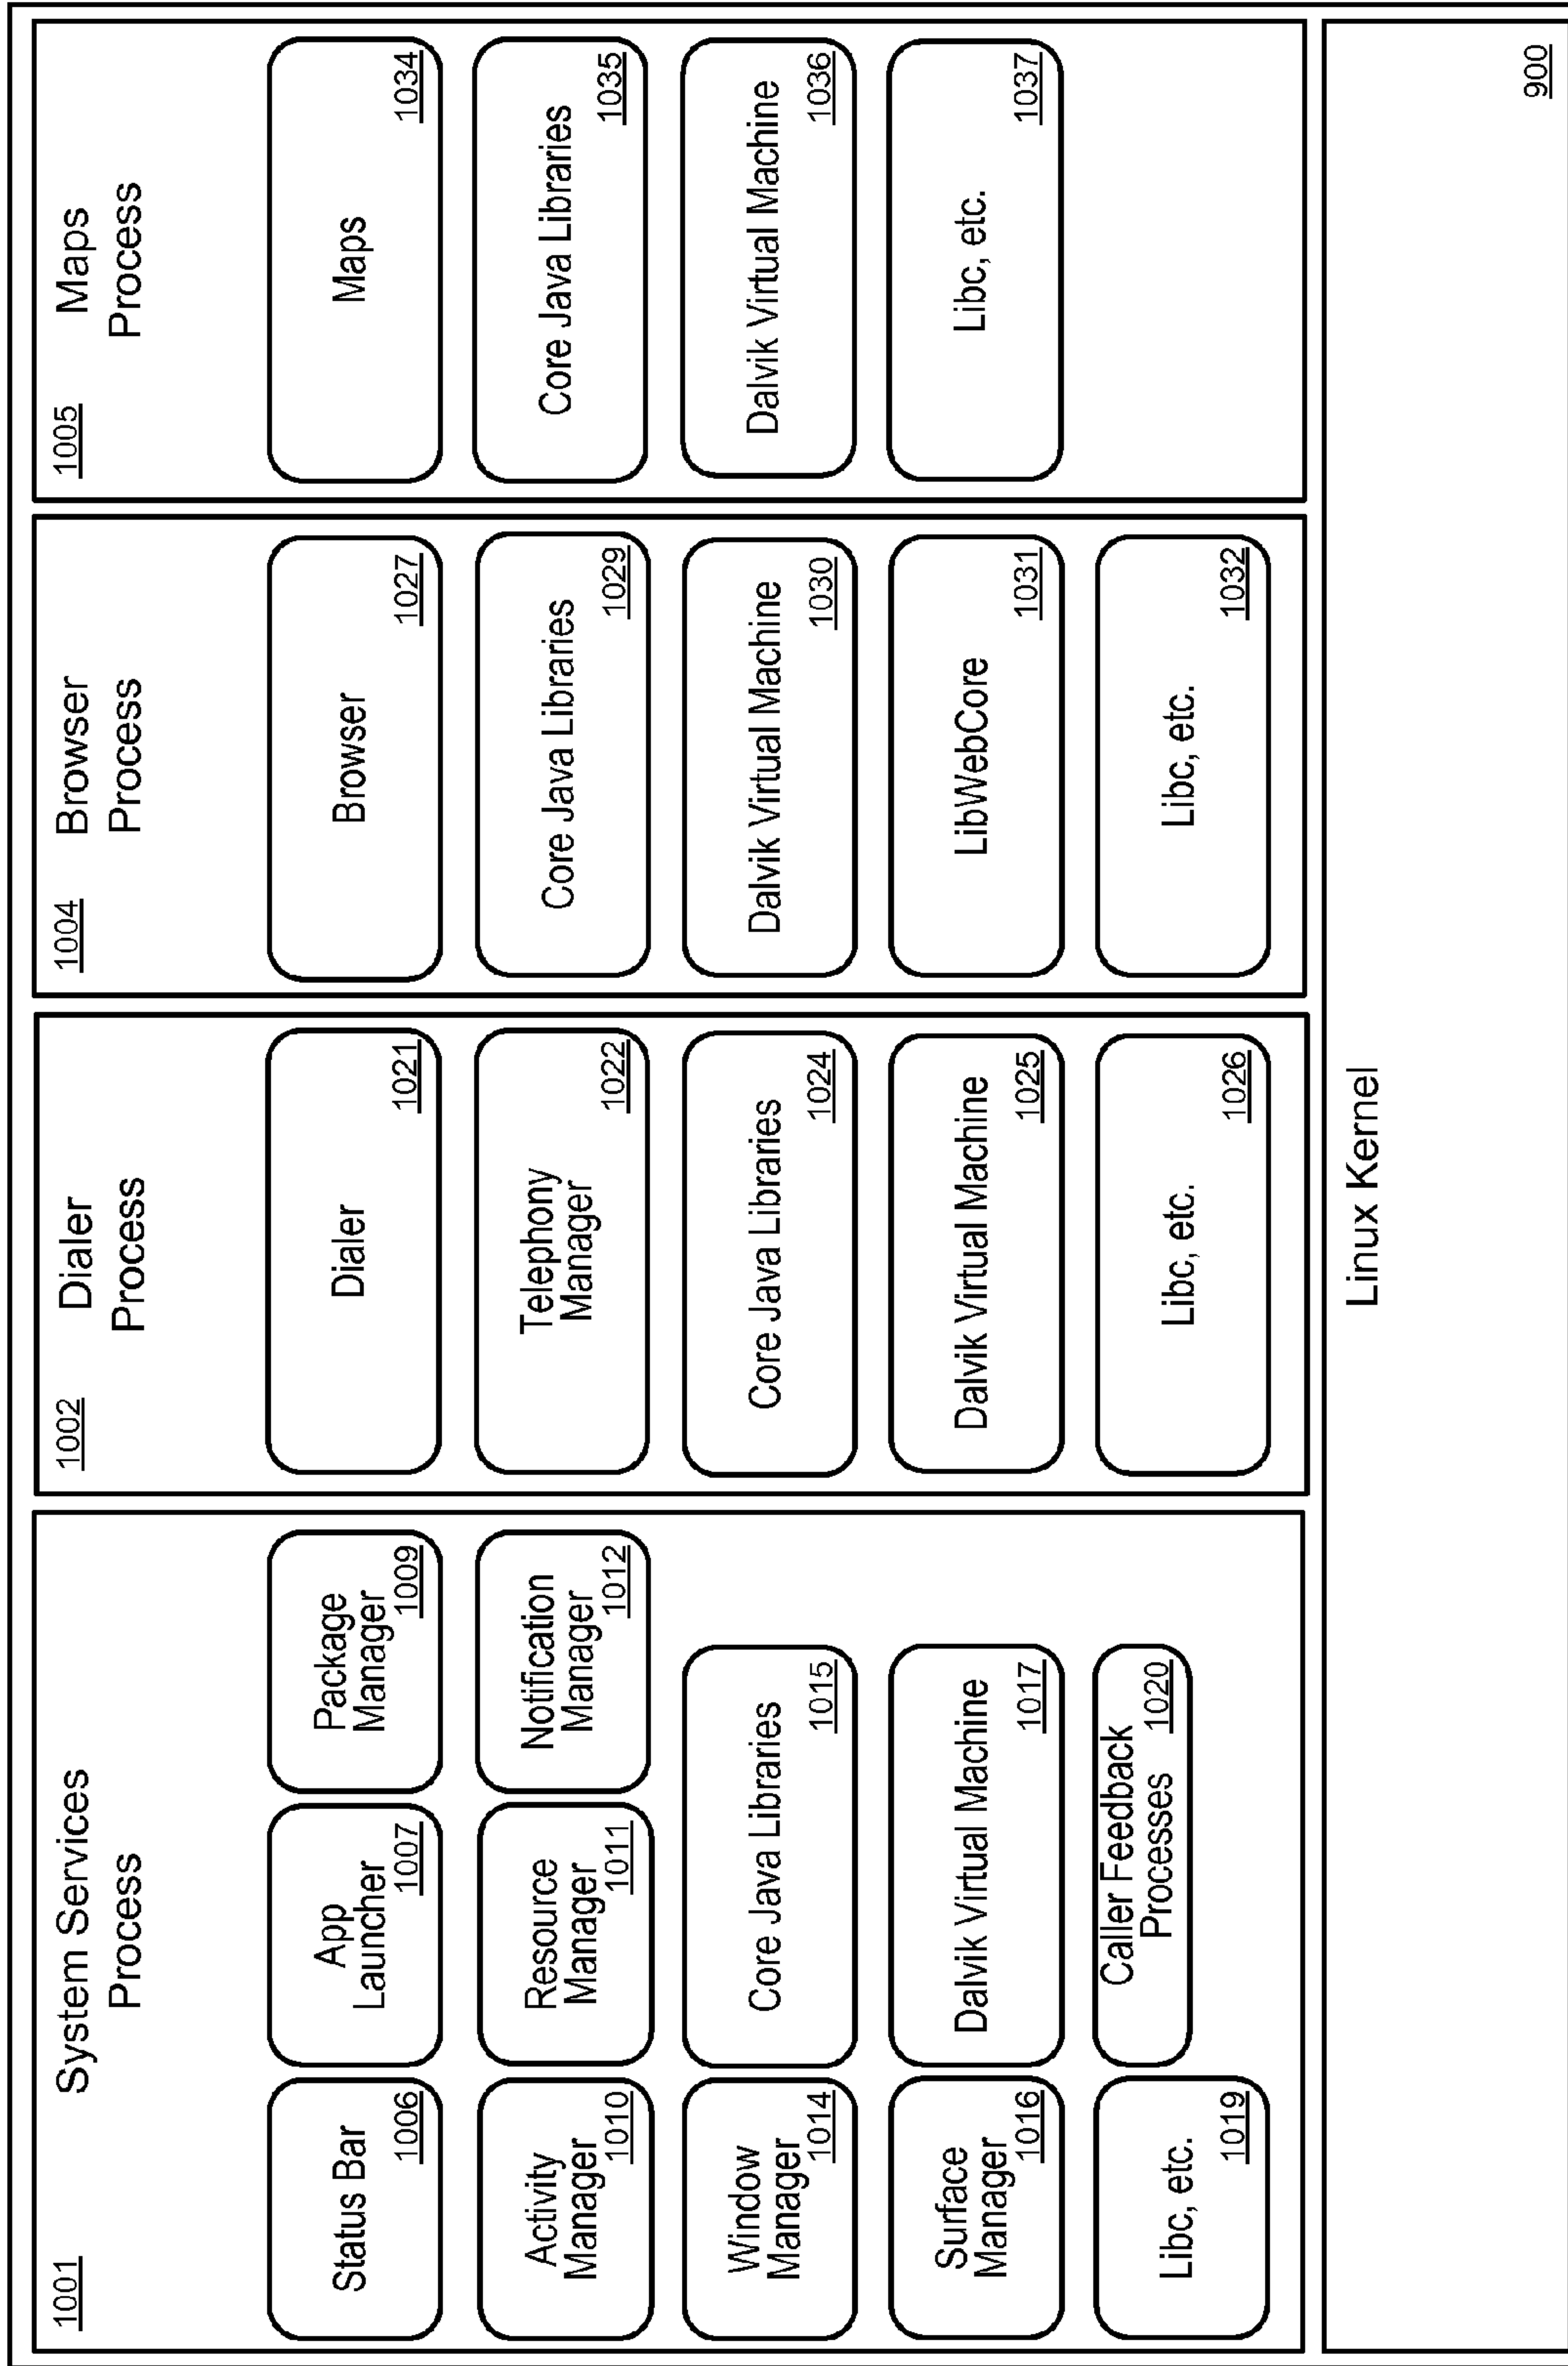 1001
System Services
Process
Status Bar
1006
App
Launcher
1007
Package
Manager
1009
Activity
Manager
1010
Resource
Manager
1011
Notification
Manager
1012
Window
Manager
1014
Core Java Libraries
1015
Surface
Manager
1016
Dalvik Virtual Machine
1017
Libc, etc.
1019
Caller Feedback
Processes
1020
1002
Dialer
Process
Dialer
1021
Telephony
Manager
1022
Core Java Libraries
1024
Dalvik Virtual Machine
1025
Libc, etc.
1026
1004
Browser
Process
Browser
1027
Core Java Libraries
1029
Dalvik Virtual Machine
1030
LibWebCore
1031
Libc, etc.
1032
1005
Maps
Process
Maps
1034
Core Java Libraries
1035
Dalvik Virtual Machine
1036
Libc, etc.
1037
Linux Kernel
900